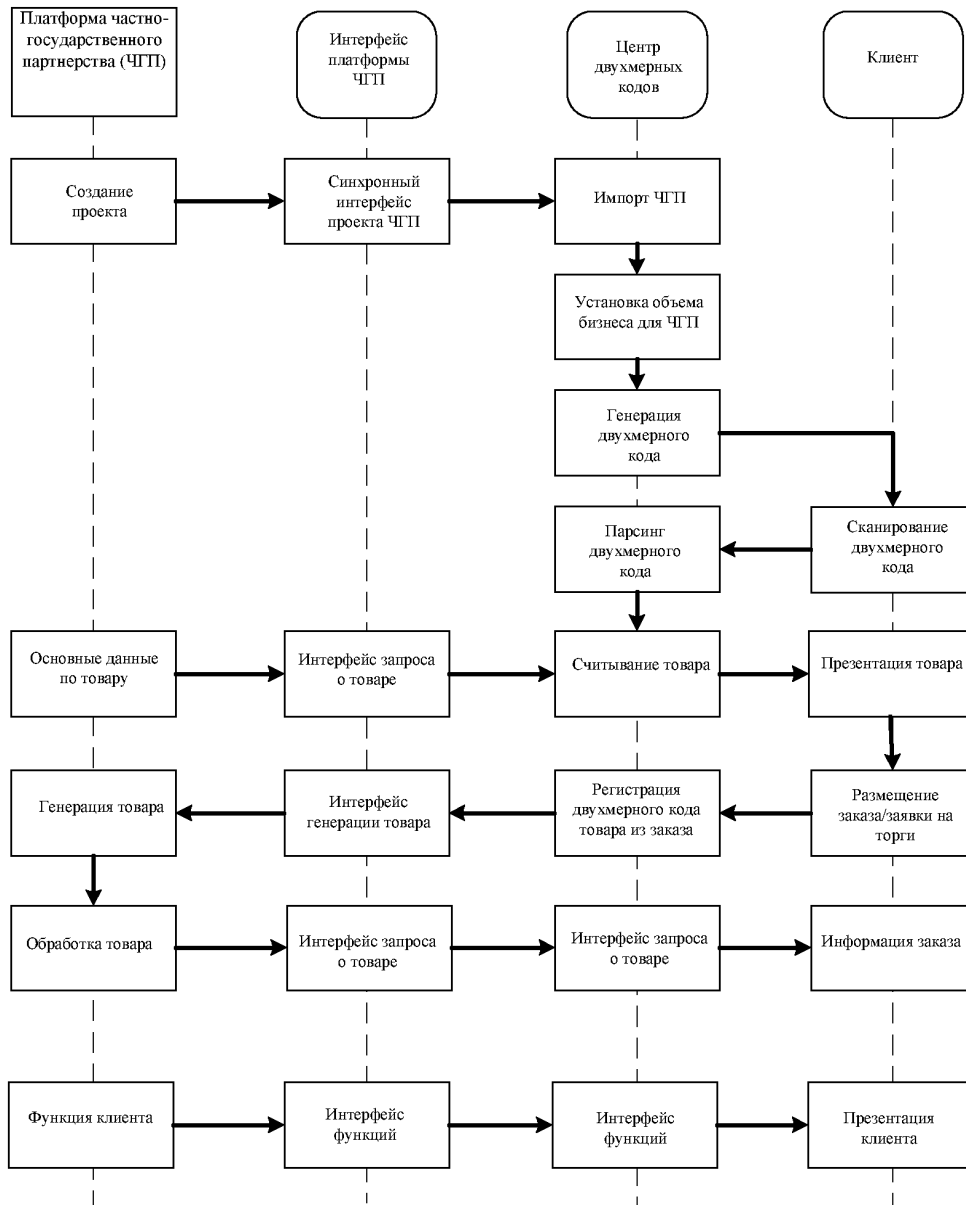 Платформа частно-
государственного
партнерства (ЧГП)
Интерфейс
платформы
ЧГП
Центр
двухмерных
кодов
Клиент
Создание
проекта
Синхронный
интерфейс
проекта ЧГП
Импорт ЧГП
Установка объема
бизнеса для ЧГП
Генерация
двухмерного
кода
Парсинг
двухмерного
кода
Сканирование
двухмерного
кода
Основные данные
по товару
Интерфейс запроса
о товаре
Считывание товара
Презентация товара
Генерация товара
Интерфейс
генерации товара
Регистрация
двухмерного кода
товара из заказа
Размещение
заказа/заявки на
торги
Обработка товара
Интерфейс запроса
о товаре
Интерфейс запроса
о товаре
Информация заказа
Функция клиента
Интерфейс
функций
Интерфейс
функций
Презентация
клиента